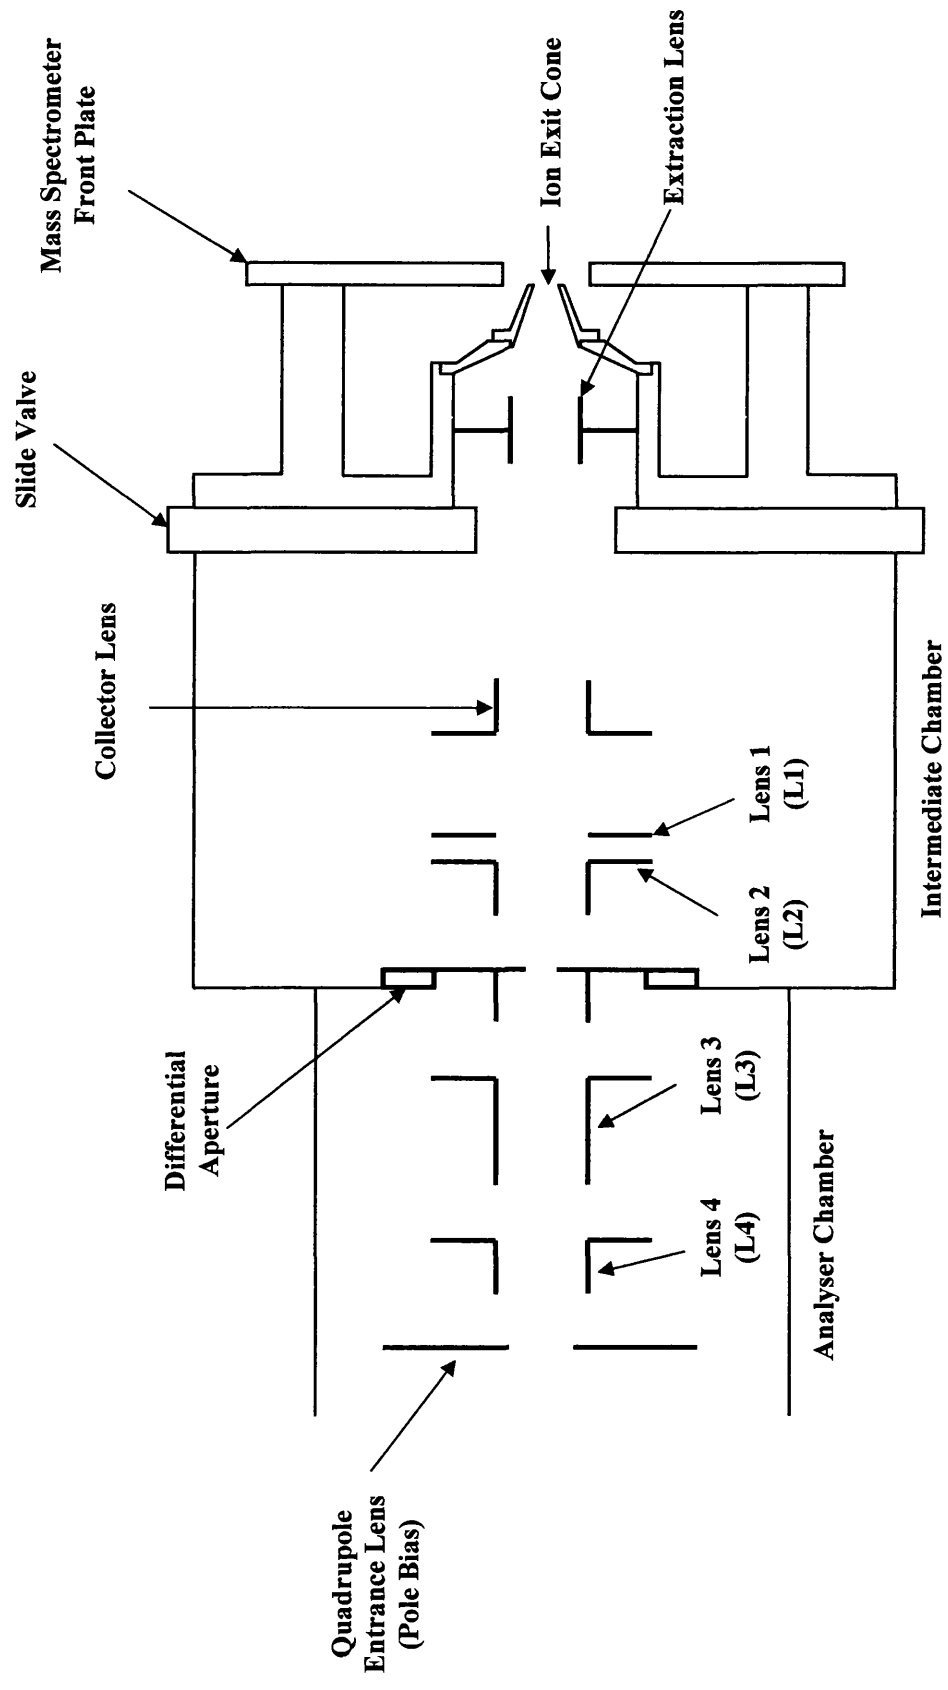 Mass Spectrometer
Front Plate
Slide Valve
Ion Exit Cone
Extraction Lens
Collector Lens
Lens 1
(L1)
Lens 2
(L2)
Intermediate Chamber
Differential
Aperture
Lens 3
(L3)
Lens 4
(L4)
Analyser Chamber
Quadrupole
Entrance Lens
(Pole Bias)